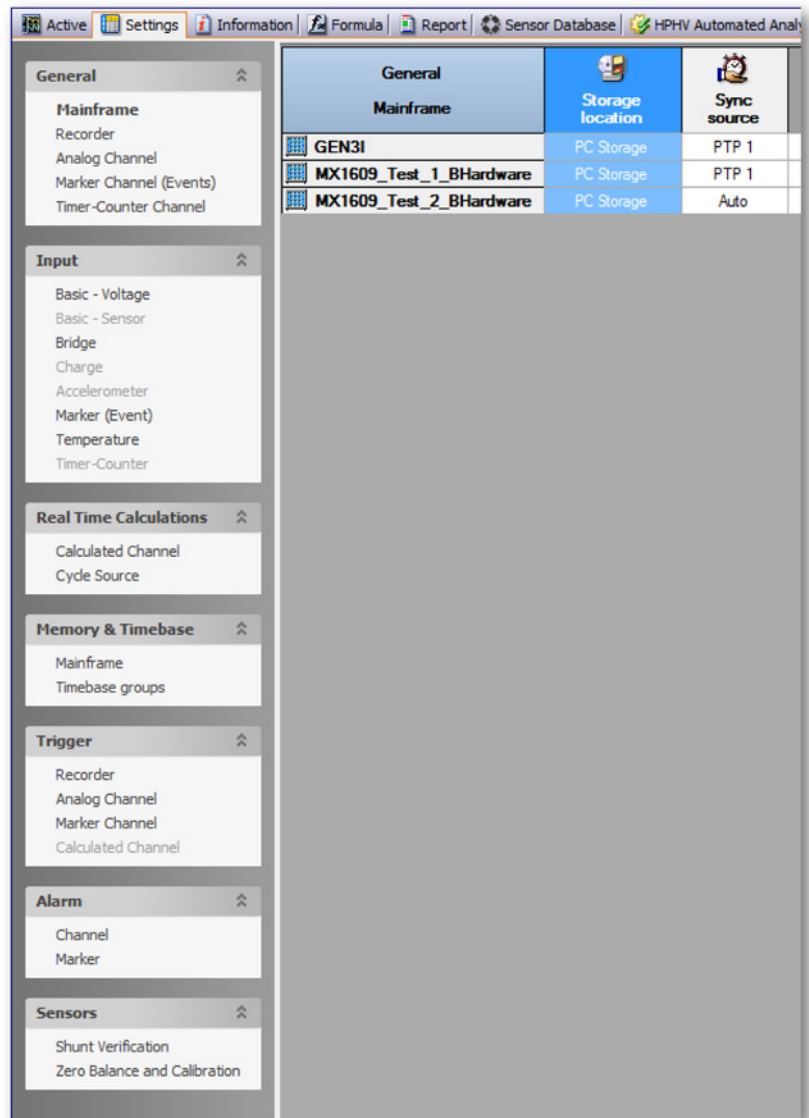 Active Settings Information Formula Report Sensor Database HPHV Automated
General
Mainframe
Recorder
Analog Channel
Marker Channel (Events)
Timer-Counter Channel
Input
Basic - Voltage
Basic - Sensor
Bridge
Charge
Accelerometer
Marker (Event)
Temperature
Timer-Counter
Real Time Calculations
Calculated Channel
Cycle Source
Memory & Timebase
Mainframe
Timebase groups
Trigger
Recorder
Analog Channel
Marker Channel
Calculated Channel
Alarm
Channel
Marker
Sensors
Shunt Verification
Zero Balance and Calibration
General
Mainframe
Storage
location
Sync
source
GEN3I PC Storage PTP 1
MX1609_Test_1_BHardware PC Storage PTP 1
MX1609_Test_2_BHardware PC Storage Auto